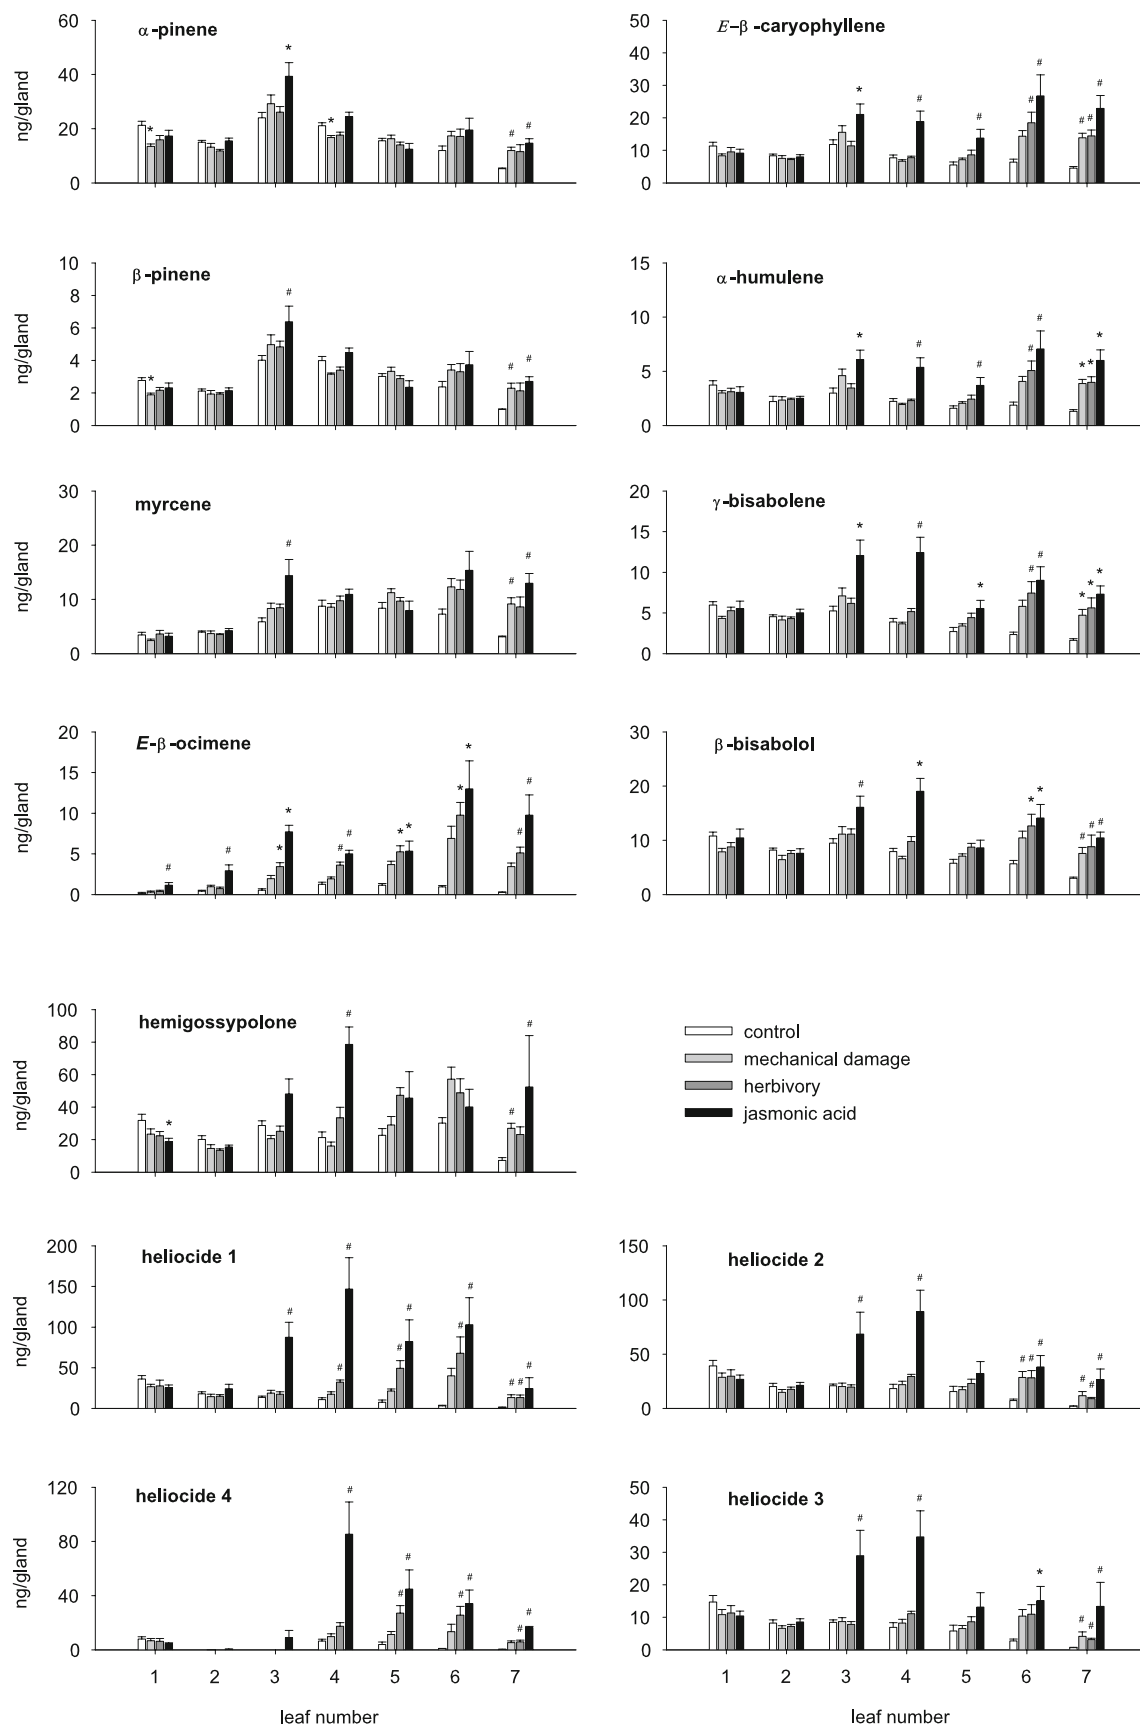 α-pinene
ng/gland
60
40
20
0
* * *
# #
E-β-caryophyllene
50
40
30
20
10
0
* # # # # # # #
β-pinene
ng/gland
10
8
6
4
2
0
* # # #
α-humulene
15
10
5
0
* # # # # * * *
myrcene
ng/gland
30
20
10
0
# # #
γ-bisabolene
20
15
10
5
0
* # * # # * * *
E-β-ocimene
ng/gland
20
15
10
5
0
# # * * # # * * * * # #
β-bisabolol
30
20
10
0
# * * * # # #
hemigossypolone
ng/gland
100
80
60
40
20
0
* # # #
control
mechanical damage
herbivory
jasmonic acid
heliocide 1
ng/gland
200
150
100
50
0
# # # # # # # # # #
heliocide 2
150
100
50
0
# # # # # # # #
heliocide 4
ng/gland
120
80
40
0
# # # # # # #
1 2 3 4 5 6 7
leaf number
heliocide 3
50
40
30
20
10
0
# # * # # #
1 2 3 4 5 6 7
leaf number